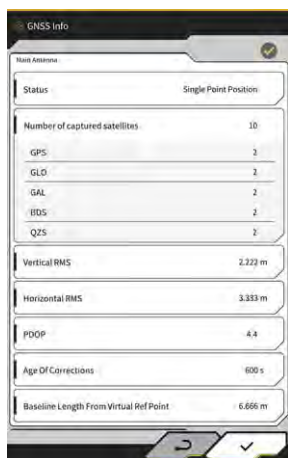 GNSS Info
Main Antenna
Status Single Point Position
Number of captured satellites 10
GPS 2
GLO 2
GAL 2
BDS 2
QZS 2
Vertical RMS 2.222 m
Horizontal RMS 3.333 m
PDOP 4.4
Age Of Corrections 600 s
Baseline Length From Virtual Ref Point 6.666 m